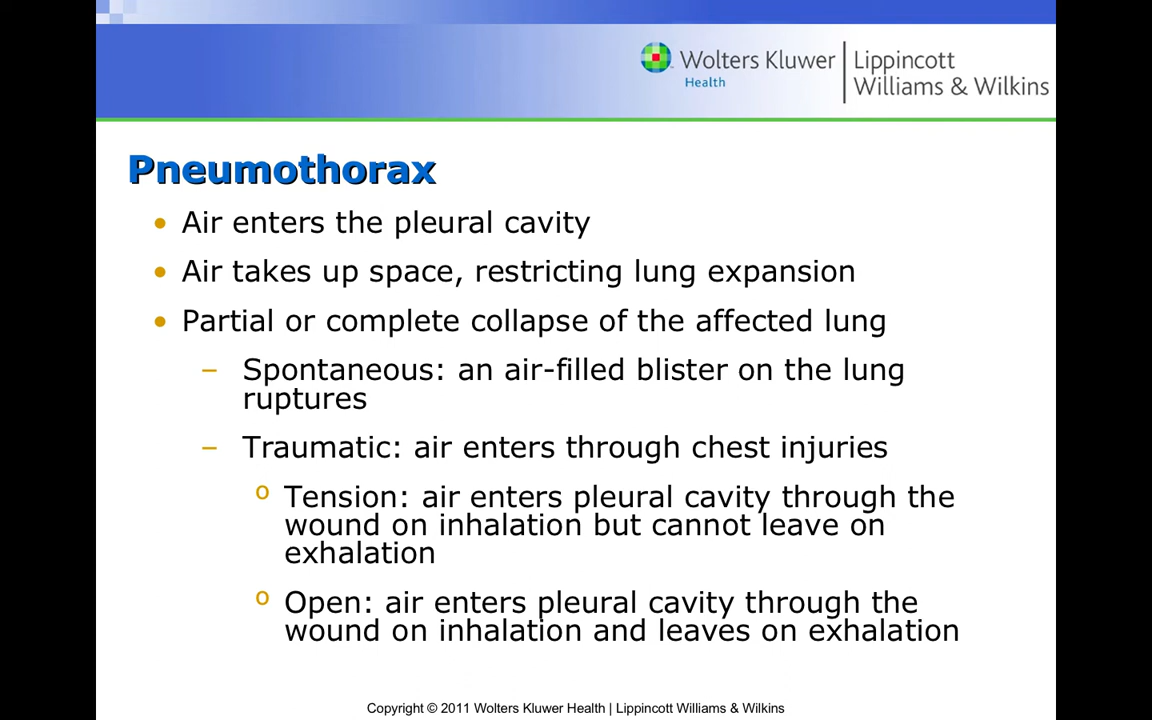 Wolters Kluwer
Health
Lippincott
Williams & Wilkins
Pneumothorax
• Air enters the pleural cavity
• Air takes up space, restricting lung expansion
• Partial or complete collapse of the affected lung
– Spontaneous: an air-filled blister on the lung
ruptures
– Traumatic: air enters through chest injuries
o Tension: air enters pleural cavity through the
wound on inhalation but cannot leave on
exhalation
o Open: air enters pleural cavity through the
wound on inhalation and leaves on exhalation
Copyright © 2011 Wolters Kluwer Health | Lippincott Williams & Wilkins